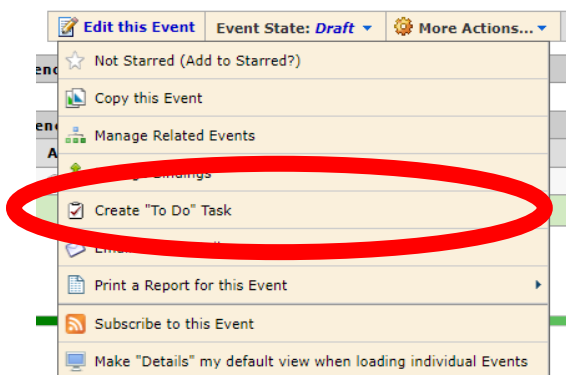 Edit this Event Event State: Draft More Actions...
Not Starred (Add to Starred?)
Copy this Event
Manage Related Events
Create "To Do" Task
Print a Report for this Event
Subscribe to this Event
Make "Details" my default view when loading individual Events